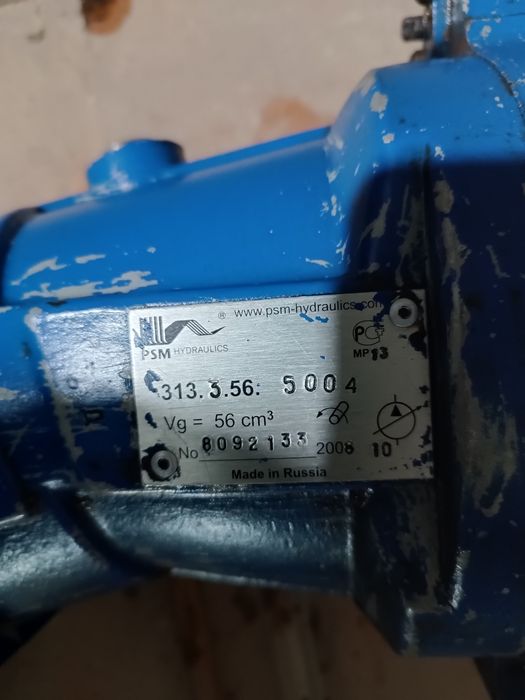 ® www.psm-hydraulics.com
PSM HYDRAULICS
МР13
313.3.56. 5004
Vg = 56 cm³
No 8092133 2008 10
Made in Russia